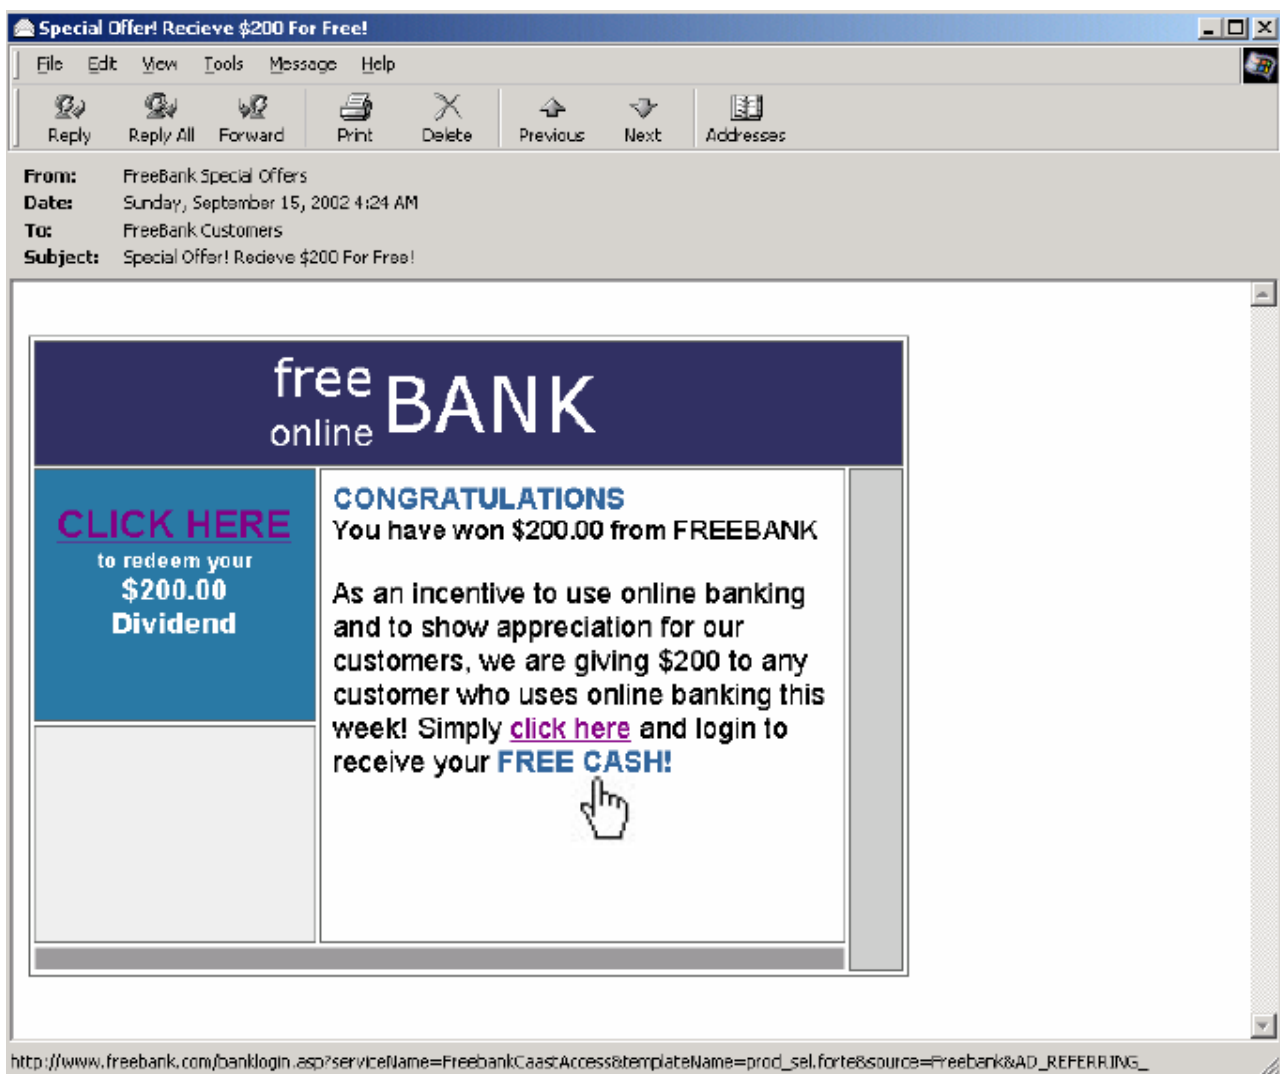 Special Offer! Recieve $200 For Free!
File Edit View Tools Message Help
Reply Reply All Forward Print Delete Previous Next Addresses
From: FreeBank Special Offers
Date: Sunday, September 15, 2002 4:24 AM
To: FreeBank Customers
Subject: Special Offer! Recieve $200 For Free!
free
online BANK
CLICK HERE
to redeem your
$200.00
Dividend
CONGRATULATIONS
You have won $200.00 from FREEBANK
As an incentive to use online banking
and to show appreciation for our
customers, we are giving $200 to any
customer who uses online banking this
week! Simply click here and login to
receive your FREE CASH!
http://www.freebank.com/banklogin.asp?serviceName=FreebankCaastAccess&templateName=prod_sel.forte&source=Freebank&AD_REFERRING_